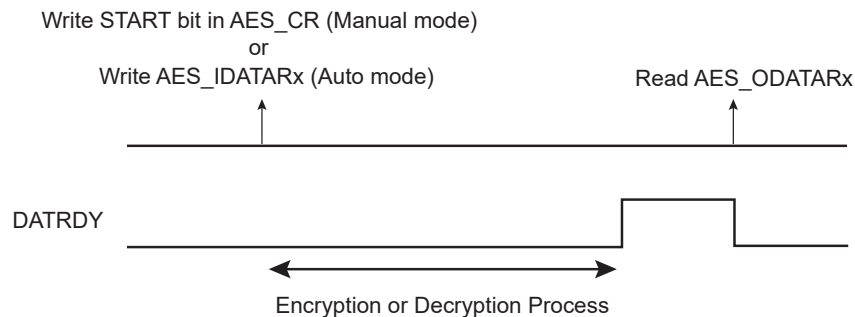 Write START bit in AES_CR (Manual mode)
or
Write AES_IDATARx (Auto mode)
Read AES_ODATARx
DATRDY
Encryption or Decryption Process